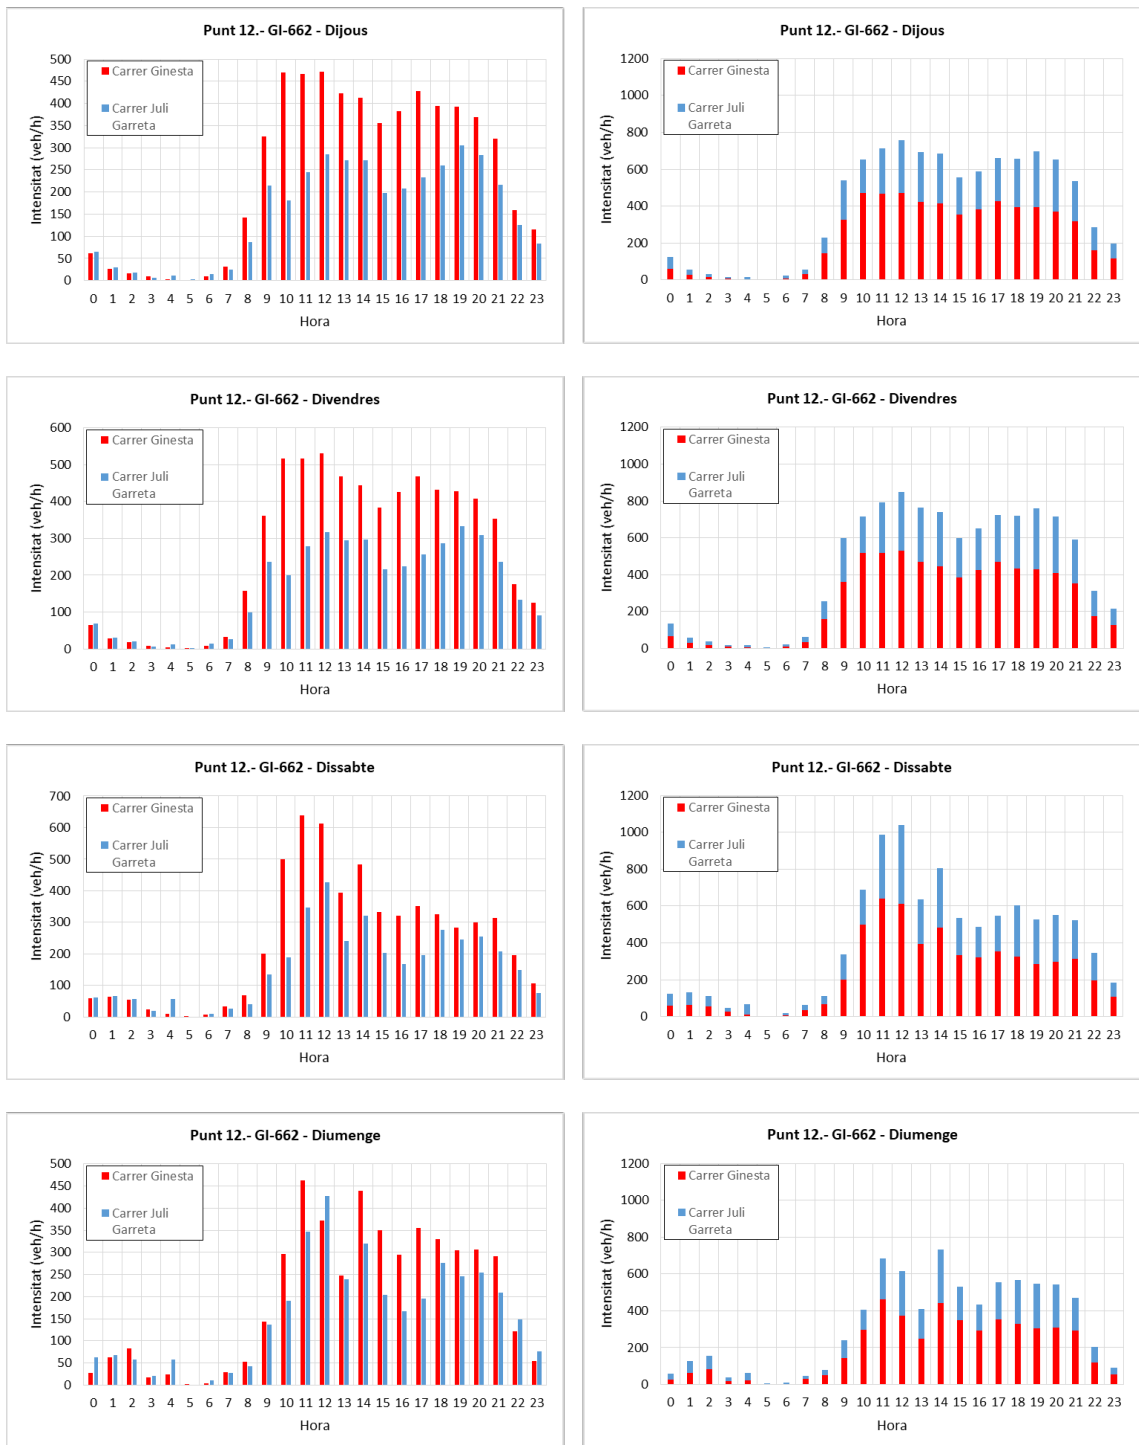 Punt 12.- GI-662 - Dijous
Intensitat (veh/h)
500
450
400
350
300
250
200
150
100
50
0
Carrer Ginesta
Carrer Juli
Garreta
0 1 2 3 4 5 6 7 8 9 10 11 12 13 14 15 16 17 18 19 20 21 22 23
Hora
Punt 12.- GI-662 - Dijous
Intensitat (veh/h)
1200
1000
800
600
400
200
0
Carrer Ginesta
Carrer Juli
Garreta
0 1 2 3 4 5 6 7 8 9 10 11 12 13 14 15 16 17 18 19 20 21 22 23
Hora
Punt 12.- GI-662 - Divendres
Intensitat (veh/h)
600
500
400
300
200
100
0
Carrer Ginesta
Carrer Juli
Garreta
0 1 2 3 4 5 6 7 8 9 10 11 12 13 14 15 16 17 18 19 20 21 22 23
Hora
Punt 12.- GI-662 - Divendres
Intensitat (veh/h)
1200
1000
800
600
400
200
0
Carrer Ginesta
Carrer Juli
Garreta
0 1 2 3 4 5 6 7 8 9 10 11 12 13 14 15 16 17 18 19 20 21 22 23
Hora
Punt 12.- GI-662 - Dissabte
Intensitat (veh/h)
700
600
500
400
300
200
100
0
Carrer Ginesta
Carrer Juli
Garreta
0 1 2 3 4 5 6 7 8 9 10 11 12 13 14 15 16 17 18 19 20 21 22 23
Hora
Punt 12.- GI-662 - Dissabte
Intensitat (veh/h)
1200
1000
800
600
400
200
0
Carrer Ginesta
Carrer Juli
Garreta
0 1 2 3 4 5 6 7 8 9 10 11 12 13 14 15 16 17 18 19 20 21 22 23
Hora
Punt 12.- GI-662 - Diumenge
Intensitat (veh/h)
500
450
400
350
300
250
200
150
100
50
0
Carrer Ginesta
Carrer Juli
Garreta
0 1 2 3 4 5 6 7 8 9 10 11 12 13 14 15 16 17 18 19 20 21 22 23
Hora
Punt 12.- GI-662 - Diumenge
Intensitat (veh/h)
1200
1000
800
600
400
200
0
Carrer Ginesta
Carrer Juli
Garreta
0 1 2 3 4 5 6 7 8 9 10 11 12 13 14 15 16 17 18 19 20 21 22 23
Hora